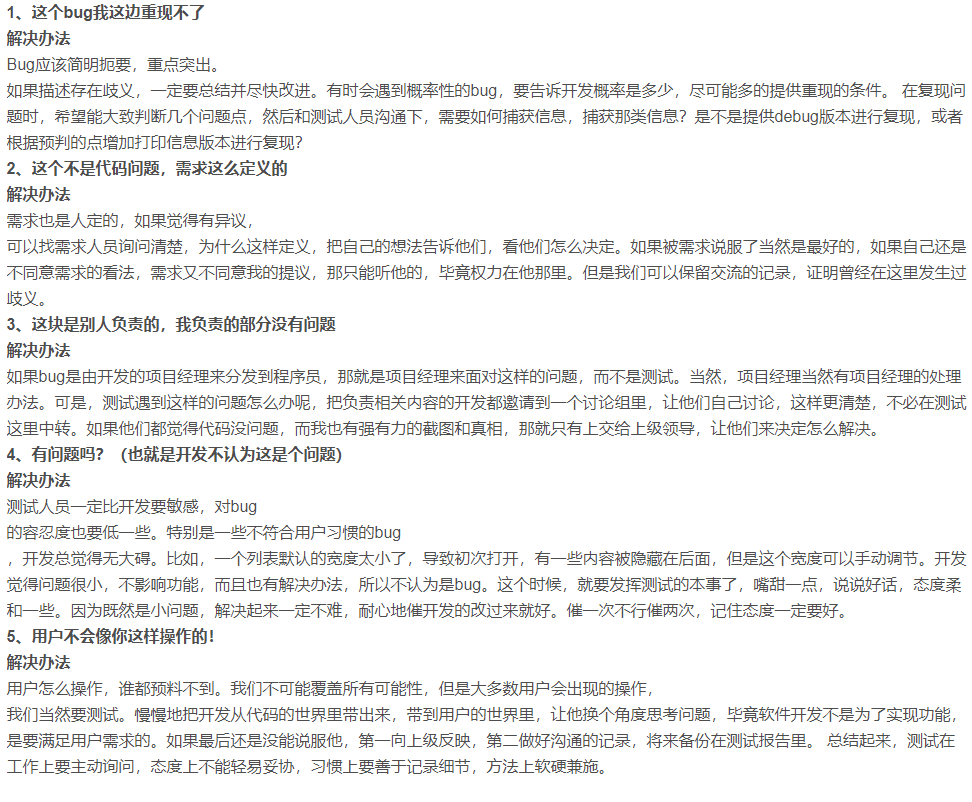 1、这个bug我这边重现不了
解决办法
Bug应该简明扼要，重点突出。
如果描述存在歧义，一定要总结并尽快改进。有时会遇到概率性的bug，要告诉开发概率是多少，尽可能多的提供重现的条件。 在复现问
题时，希望能大致判断几个问题点，然后和测试人员沟通下，需要如何捕获信息，捕获那类信息？是不是提供debug版本进行复现，或者
根据预判的点增加打印信息版本进行复现？
2、这个不是代码问题，需求这么定义的
解决办法
需求也是人定的，如果觉得有异议，
可以找需求人员询问清楚，为什么这样定义，把自己的想法告诉他们，看他们怎么决定。如果被需求说服了当然是最好的，如果自己还是
不同意需求的看法，需求又不同意我的提议，那只能听他的，毕竟权力在他那里。但是我们可以保留交流的记录，证明曾经在这里发生过
歧义。
3、这块是别人负责的，我负责的部分没有问题
解决办法
如果bug是由开发的项目经理来分发到程序员，那就是项目经理来面对这样的问题，而不是测试。当然，项目经理当然有项目经理的处理
办法。可是，测试遇到这样的问题怎么办呢，把负责相关内容的开发都邀请到一个讨论组里，让他们自己讨论，这样更清楚，不必在测试
这里中转。如果他们都觉得代码没问题，而我也有强有力的截图和真相，那就只有上交给上级领导，让他们来决定怎么解决。
4、有问题吗？（也就是开发不认为这是个问题）
解决办法
测试人员一定比开发要敏感，对bug
的容忍度也要低一些。特别是一些不符合用户习惯的bug
，开发总觉得无大碍。比如，一个列表默认的宽度太小了，导致初次打开，有一些内容被隐藏在后面，但是这个宽度可以手动调节。开发
觉得问题很小，不影响功能，而且也有解决办法，所以不认为是bug。这个时候，就要发挥测试的本事了，嘴甜一点，说说好话，态度柔
和一些。因为既然是小问题，解决起来一定不难，耐心地催开发的改过来就好。催一次不行催两次，记住态度一定要好。
5、用户不会像你这样操作的！
解决办法
用户怎么操作，谁都预料不到。我们不可能覆盖所有可能性，但是大多数用户会出现的操作，
我们当然要测试。慢慢地把开发从代码的世界里带出来，带到用户的世界里，让他换个角度思考问题，毕竟软件开发不是为了实现功能，
是要满足用户需求的。如果最后还是没能说服他，第一向上级反映，第二做好沟通的记录，将来备份在测试报告里。 总结起来，测试在
工作上要主动询问，态度上不能轻易妥协，习惯上要善于记录细节，方法上软硬兼施。